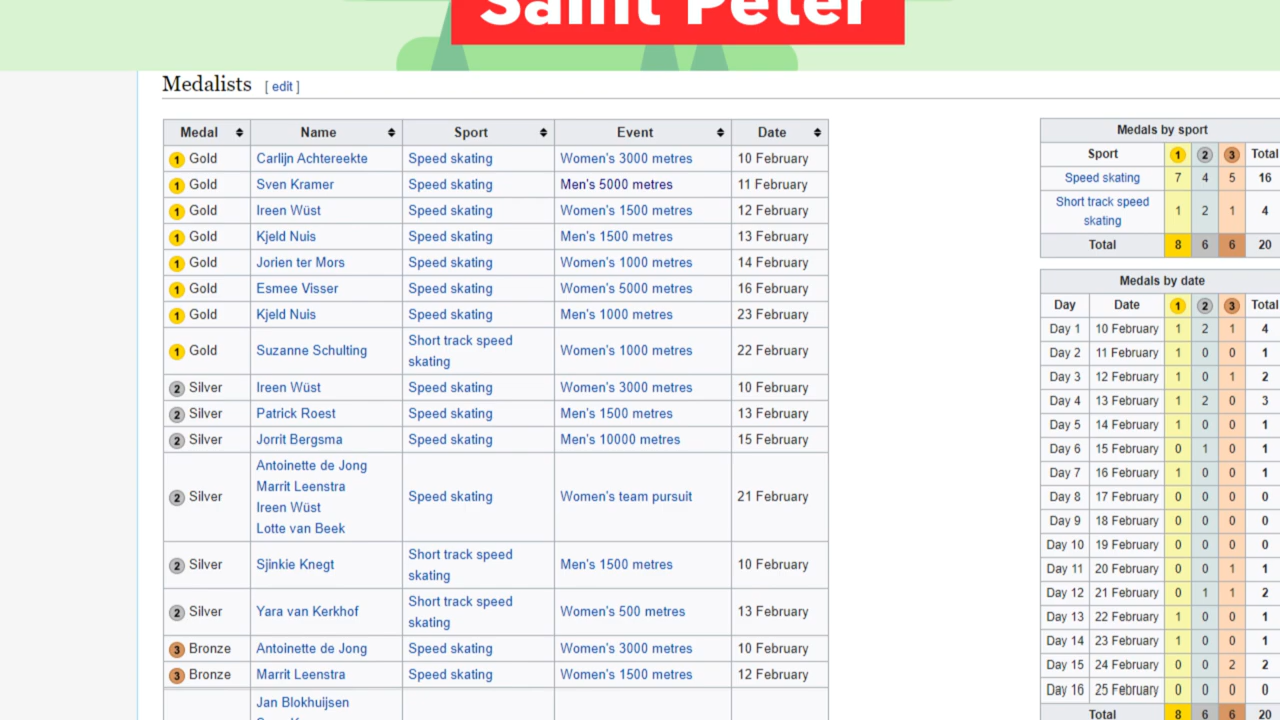 Saint Peter
Medalists [ edit ]
Medal Name Sport Event Date
1 Gold Carlijn Achtereekte Speed skating Women's 3000 metres 10 February
1 Gold Sven Kramer Speed skating Men's 5000 metres 11 February
1 Gold Ireen Wüst Speed skating Women's 1500 metres 12 February
1 Gold Kjeld Nuis Speed skating Men's 1500 metres 13 February
1 Gold Jorien ter Mors Speed skating Women's 1000 metres 14 February
1 Gold Esmee Visser Speed skating Women's 5000 metres 16 February
1 Gold Kjeld Nuis Speed skating Men's 1000 metres 23 February
1 Gold Suzanne Schulting Short track speed
skating Women's 1000 metres 22 February
2 Silver Ireen Wüst Speed skating Women's 3000 metres 10 February
2 Silver Patrick Roest Speed skating Men's 1500 metres 13 February
2 Silver Jorrit Bergsma Speed skating Men's 10000 metres 15 February
2 Silver Antoinette de Jong
Marrit Leenstra
Ireen Wüst
Lotte van Beek Speed skating Women's team pursuit 21 February
2 Silver Sjinkie Knegt Short track speed
skating Men's 1500 metres 10 February
2 Silver Yara van Kerkhof Short track speed
skating Women's 500 metres 13 February
3 Bronze Antoinette de Jong Speed skating Women's 3000 metres 10 February
3 Bronze Marrit Leenstra Speed skating Women's 1500 metres 12 February
Jan Blokhuijsen
Medals by sport
Sport 1 2 3 Total
Speed skating 7 4 5 16
Short track speed
skating 1 2 1 4
Total 8 6 6 20
Medals by date
Day Date 1 2 3 Total
Day 1 10 February 1 2 1 4
Day 2 11 February 1 0 0 1
Day 3 12 February 1 0 1 2
Day 4 13 February 1 2 0 3
Day 5 14 February 1 0 0 1
Day 6 15 February 0 1 0 1
Day 7 16 February 1 0 0 1
Day 8 17 February 0 0 0 0
Day 9 18 February 0 0 0 0
Day 10 19 February 0 0 0 0
Day 11 20 February 0 0 1 1
Day 12 21 February 0 1 1 2
Day 13 22 February 1 0 0 1
Day 14 23 February 1 0 0 1
Day 15 24 February 0 0 2 2
Day 16 25 February 0 0 0 0
Total 8 6 6 20